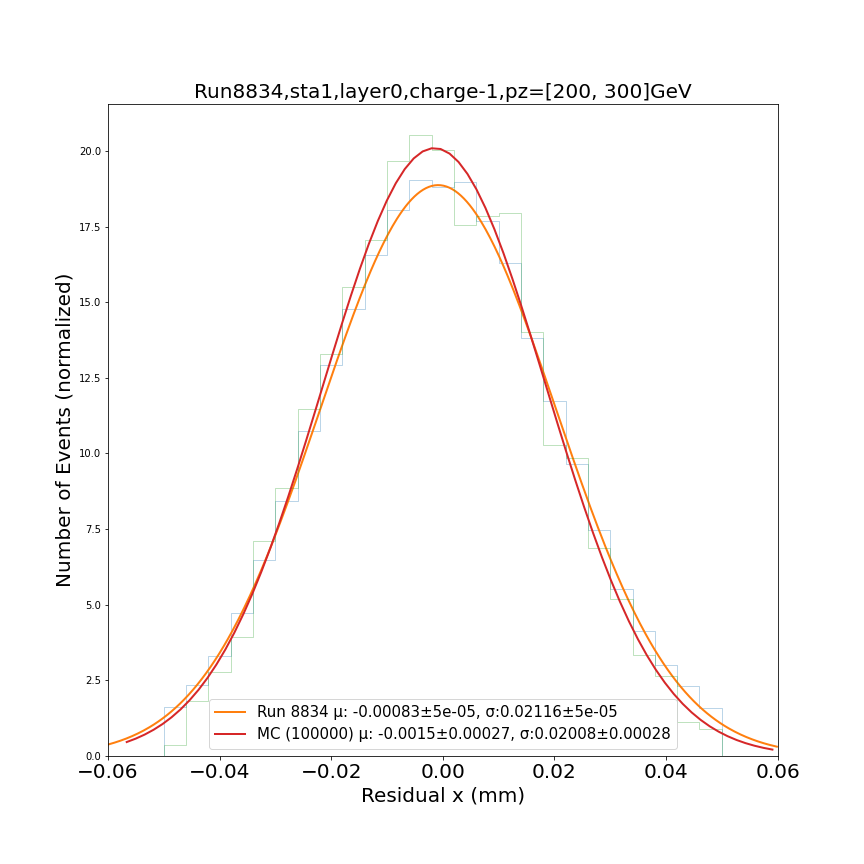 Run8834,sta1,layer0,charge-1,pz=[200, 300]GeV
Number of Events (normalized)
20.0
17.5
15.0
12.5
10.0
7.5
5.0
2.5
0.0
Run 8834 μ: -0.00083±5e-05, σ:0.02116±5e-05
MC (100000) μ: -0.0015±0.00027, σ:0.02008±0.00028
−0.06 −0.04 −0.02 0.00 0.02 0.04 0.06
Residual x (mm)